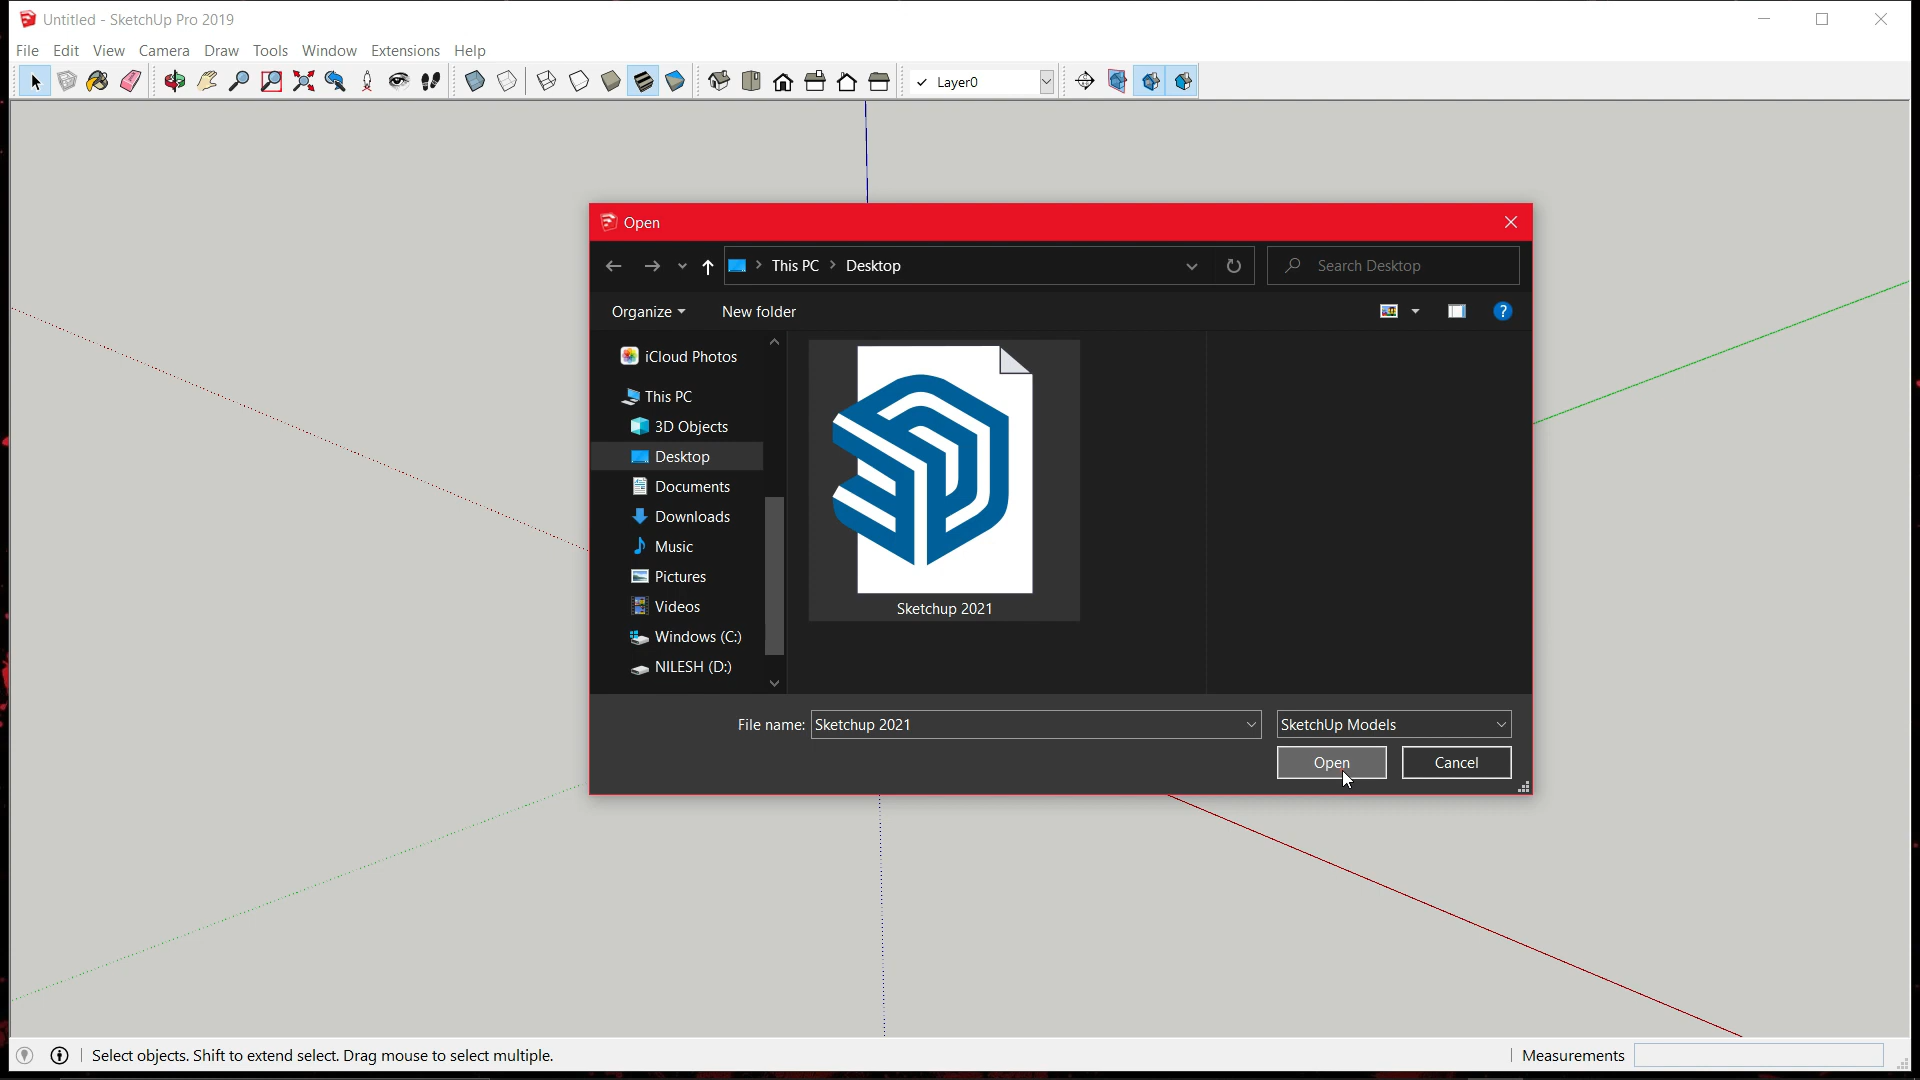 Untitled - SketchUp Pro 2019
File Edit View Camera Draw Tools Window Extensions Help
Layer0
Open
This PC > Desktop
Search Desktop
Organize
New folder
iCloud Photos
This PC
3D Objects
Desktop
Documents
Downloads
Music
Pictures
Videos
Windows (C:)
NILESH (D:)
Sketchup 2021
File name: Sketchup 2021
SketchUp Models
Open
Cancel
Select objects. Shift to extend select. Drag mouse to select multiple.
Measurements